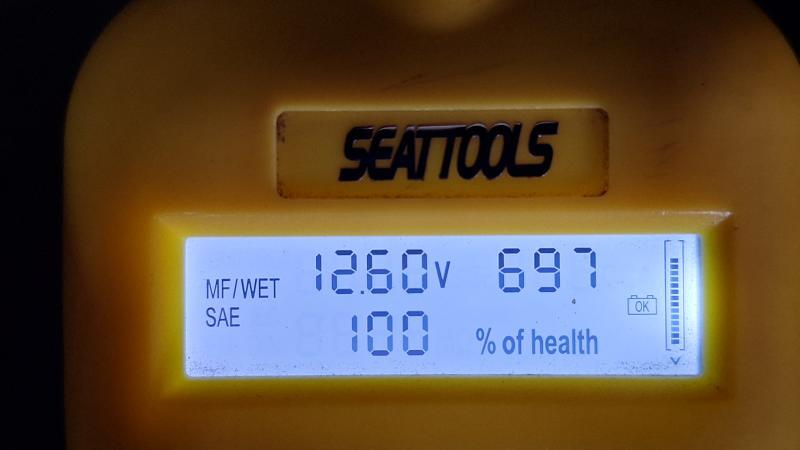 SEATTOOLS
MF/WET 12.60V 697
SAE
OK
100 % of health